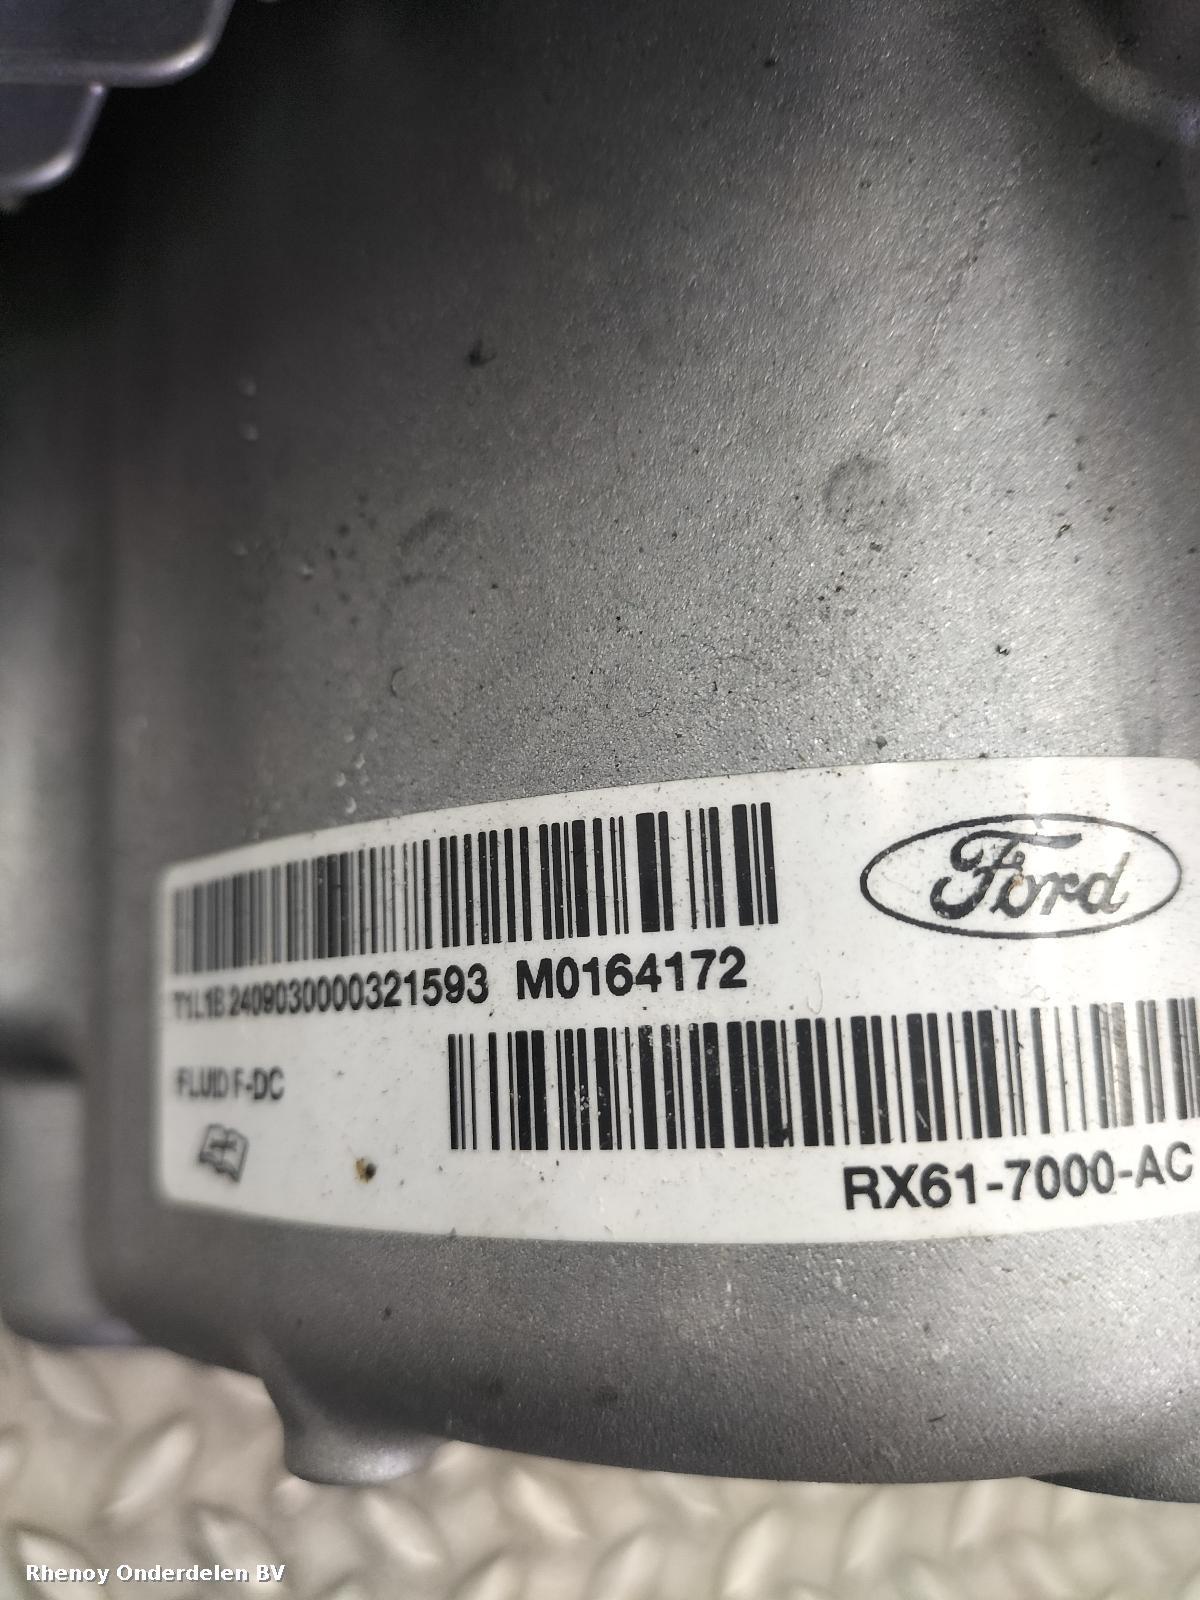 Ford
T1L1B 2409030000321593 M0164172
FLUID F-DC
RX61-7000-AC
Rhenoy Onderdelen BV